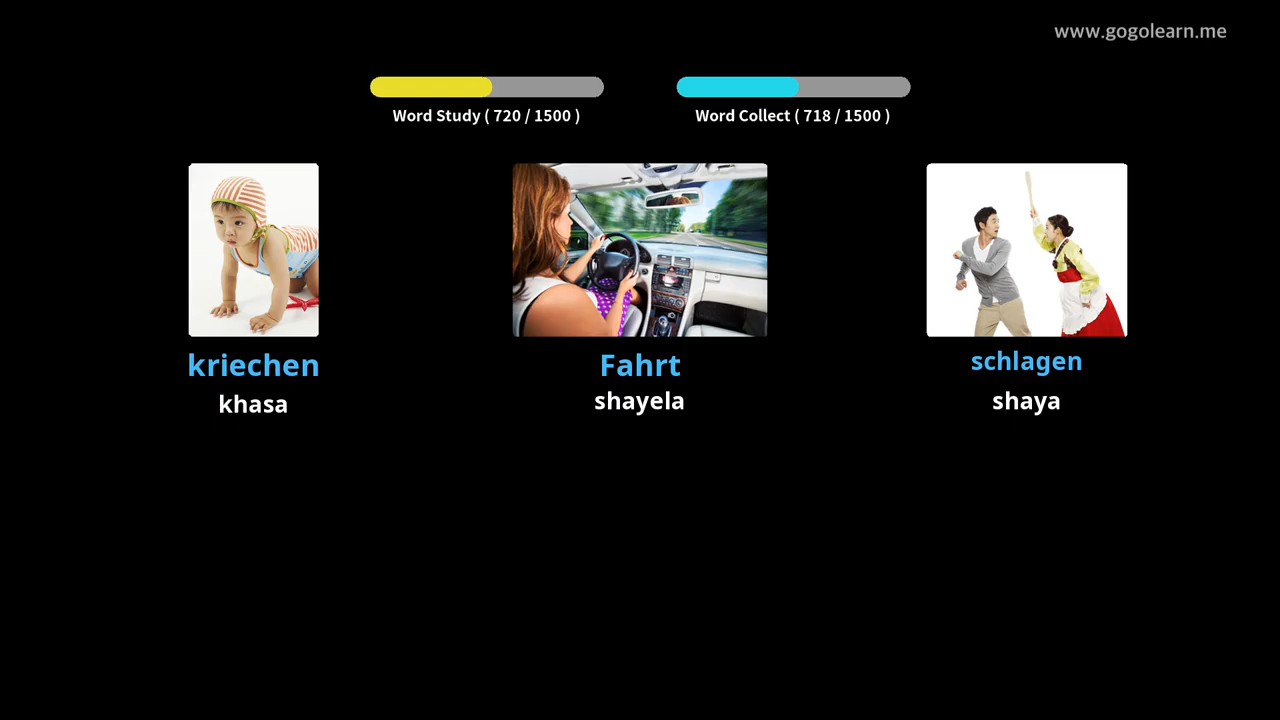 www.gogolearn.me
Word Study ( 720 / 1500 )
Word Collect ( 718 / 1500 )
kriechen
khasa
Fahrt
shayela
schlagen
shaya